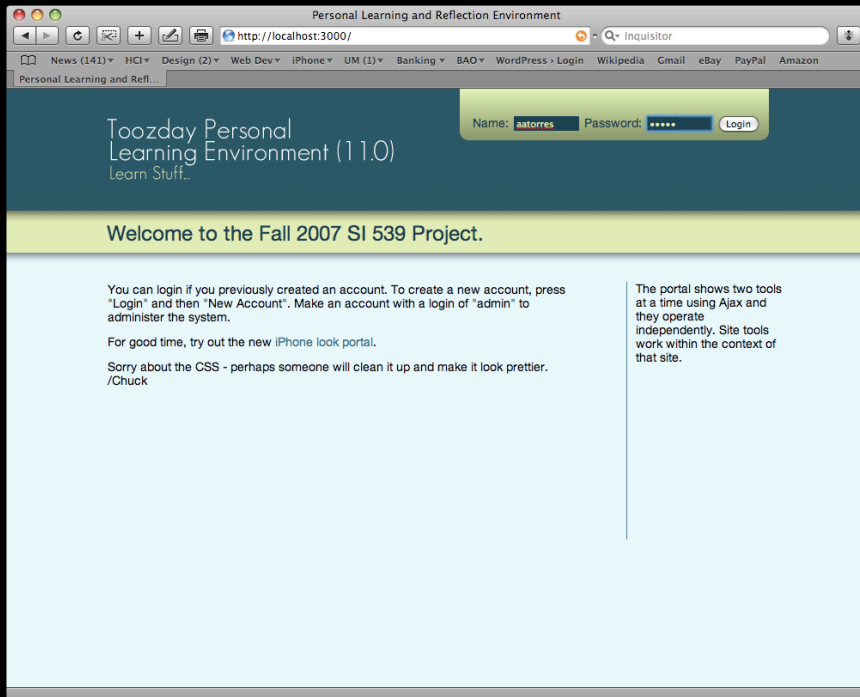 Personal Learning and Reflection Environment
http://localhost:3000/
Inquisitor
News (141) HCI Design (2) Web Dev iPhone UM (1) Banking BAO WordPress › Login Wikipedia Gmail eBay PayPal Amazon
Personal Learning and Refl...
Name: aatorres Password: ••••• Login
Toozday Personal
Learning Environment (11.0)
Learn Stuff...
Welcome to the Fall 2007 SI 539 Project.
You can login if you previously created an account. To create a new account, press
"Login" and then "New Account". Make an account with a login of "admin" to
administer the system.
For good time, try out the new iPhone look portal.
Sorry about the CSS - perhaps someone will clean it up and make it look prettier.
/Chuck
The portal shows two tools
at a time using Ajax and
they operate
independently. Site tools
work within the context of
that site.